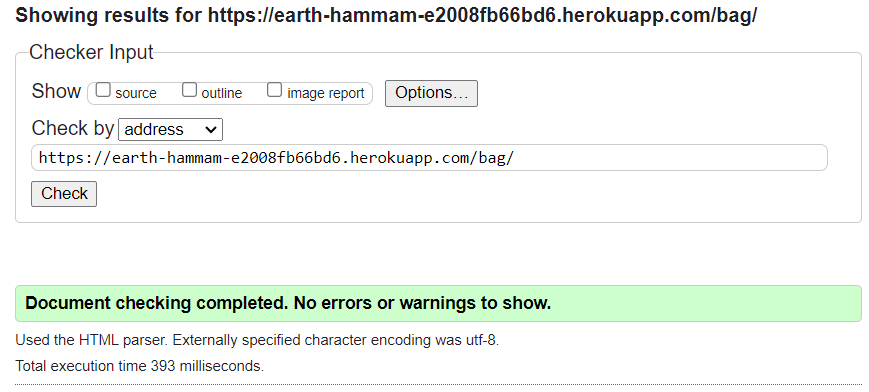 Showing results for https://earth-hammam-e2008fb66bd6.herokuapp.com/bag/
Checker Input
Show source outline image report Options...
Check by address
https://earth-hammam-e2008fb66bd6.herokuapp.com/bag/
Check
Document checking completed. No errors or warnings to show.
Used the HTML parser. Externally specified character encoding was utf-8.
Total execution time 393 milliseconds.